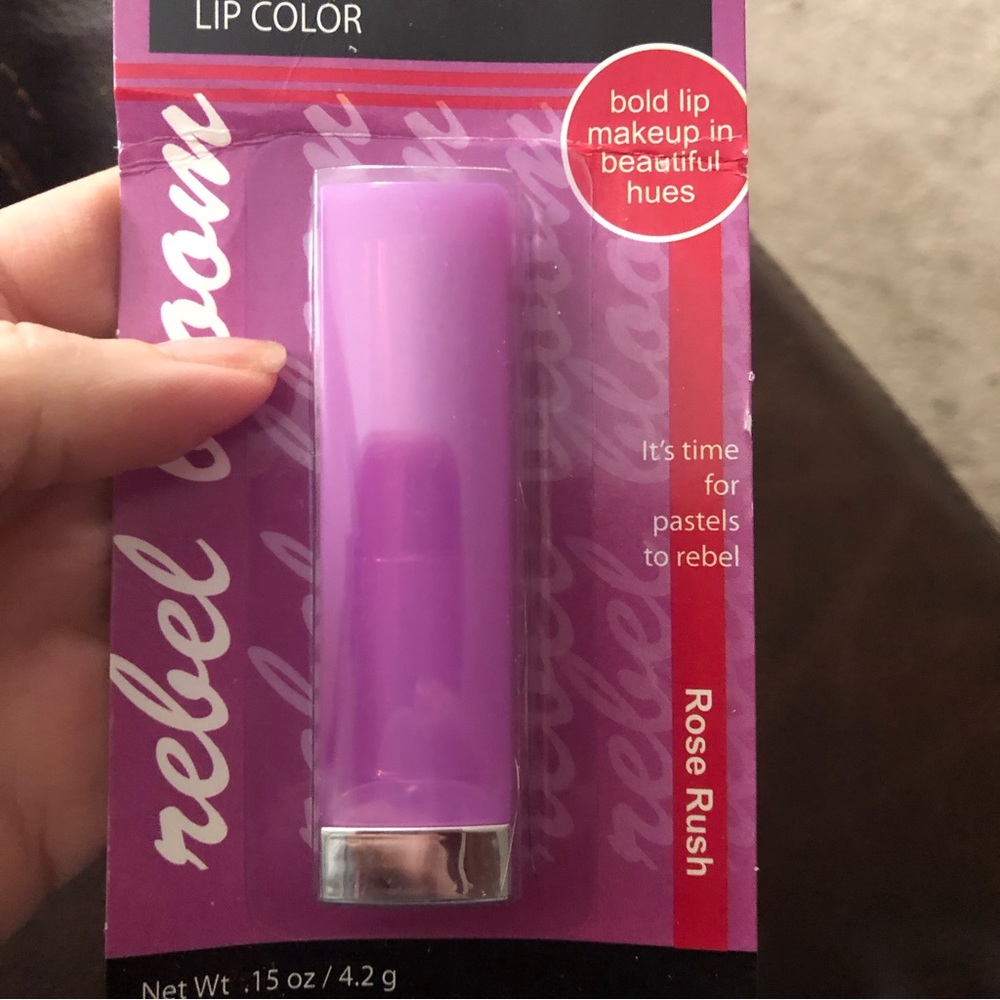 LIP COLOR
bold lip
makeup in
beautiful
hues
rebel bloom
It's time
for
pastels
to rebel
Rose Rush
Net Wt .15 oz / 4.2 g